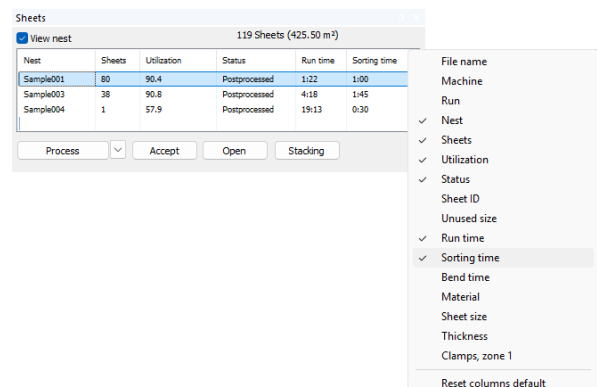 Sheets
View nest 119 Sheets (425.50 m²)
Nest Sheets Utilization Status Run time Sorting time
Sample001 80 90.4 Postprocessed 1:22 1:00
Sample003 38 90.8 Postprocessed 4:18 1:45
Sample004 1 57.9 Postprocessed 19:13 0:30
Process Accept Open Stacking
File name
Machine
Run
Nest
Sheets
Utilization
Status
Sheet ID
Unused size
Run time
Sorting time
Bend time
Material
Sheet size
Thickness
Clamps, zone 1
Reset columns default